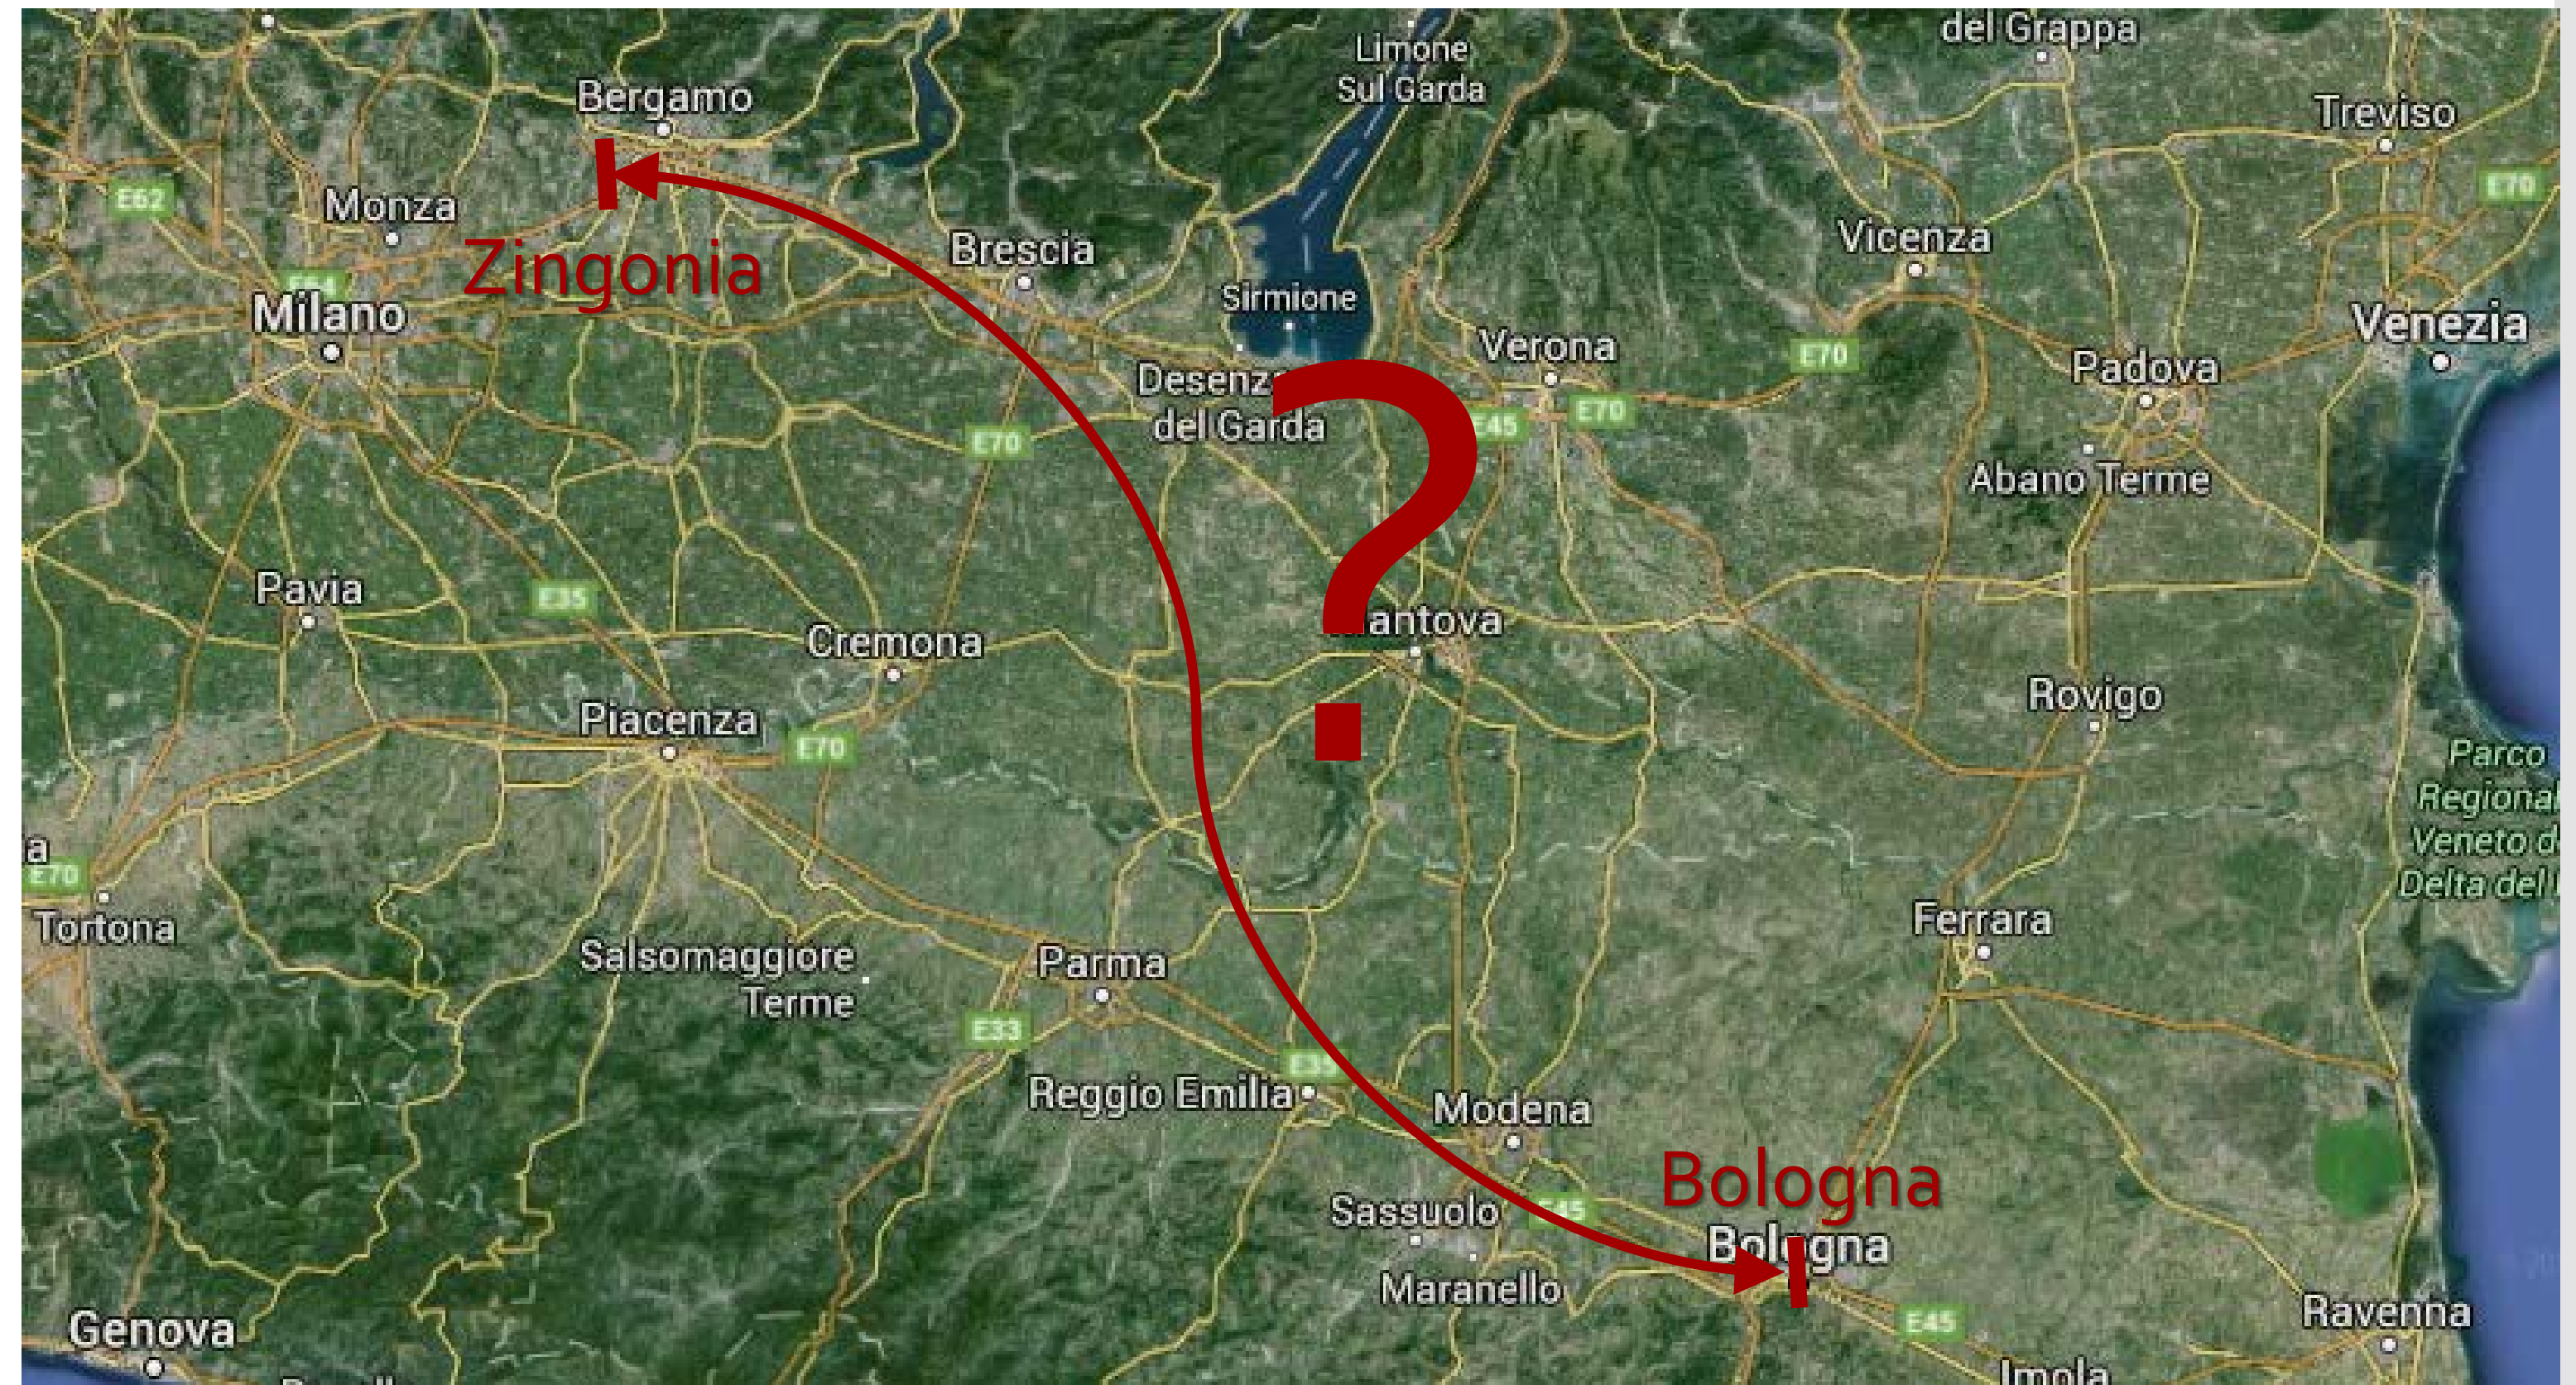 del Grappa
Limone
Sul Garda
Bergamo
Treviso
E62
E70
Monza
Vicenza
Brescia
Zingonia
Sirmione
Milano
Venezia
Verona
E70
Padova
Desenz
del Garda
E45
E70
E70
Abano Terme
?
Pavia
E35
antova
Cremona
Rovigo
Piacenza
E70
Parco
Regional
Veneto d
Delta del
a
E70
Tortona
Ferrara
Salsomaggiore
Terme
Parma
E33
E35
Reggio Emilia
Modena
Bologna
Sassuolo
E45
Bologna
Maranello
E45
Ravenna
Genova
Imola